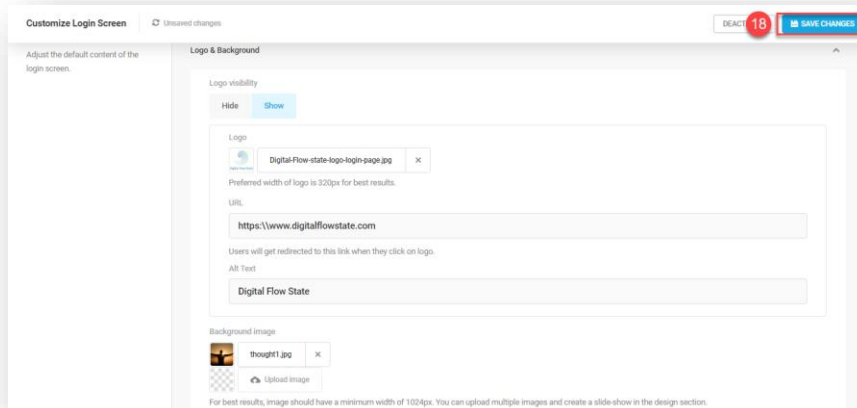 Customize Login Screen
Unsaved changes
DEACT
18
SAVE CHANGES
Adjust the default content of the
login screen.
Logo & Background
Logo visibility
Hide
Show
Logo
Digital-Flow-state-logo-login-page.jpg
Preferred width of logo is 320px for best results.
URL
https:\\www.digitalflowstate.com
Users will get redirected to this link when they click on logo.
Alt Text
Digital Flow State
Background image
thought1.jpg
Upload image
For best results, image should have a minimum width of 1024px. You can upload multiple images and create a slide-show in the design section.